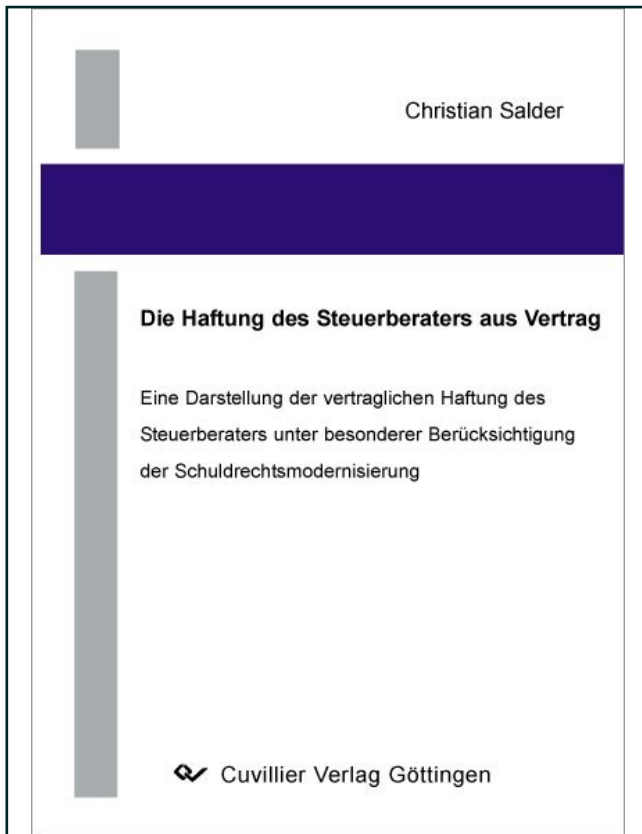 Christian Salder
Die Haftung des Steuerberaters aus Vertrag
Eine Darstellung der vertraglichen Haftung des
Steuerberaters unter besonderer Berücksichtigung
der Schuldrechtsmodernisierung
Cuvillier Verlag Göttingen